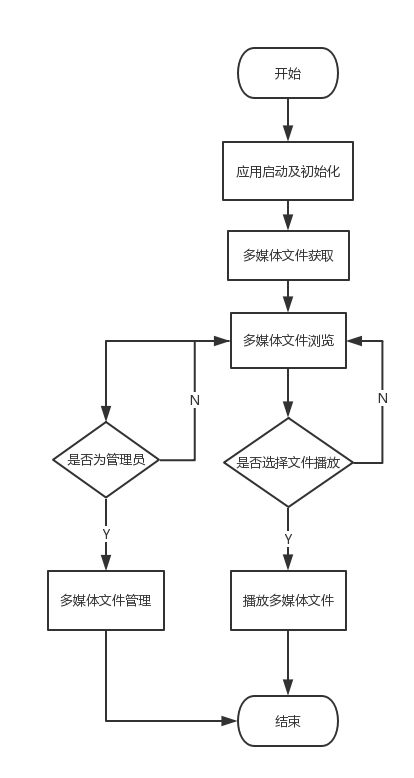 开始
应用启动及初始化
多媒体文件获取
多媒体文件浏览
N
N
是否为管理员
是否选择文件播放
Y
Y
多媒体文件管理
播放多媒体文件
结束